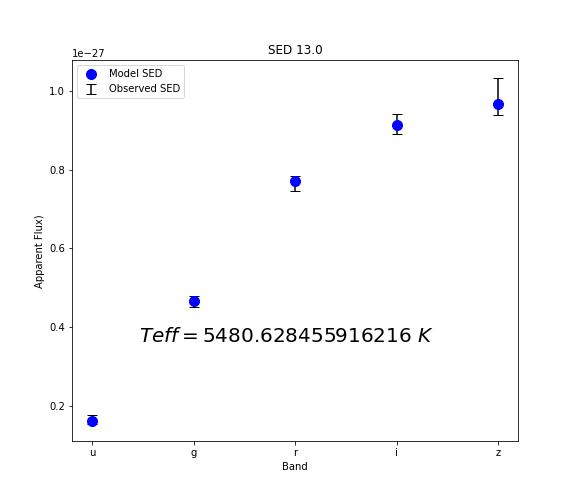 SED 13.0
1e−27
Model SED
Observed SED
1.0
0.8
0.6
0.4
0.2
Apparent Flux)
Teff = 5480.628455916216 K
u g r i z
Band